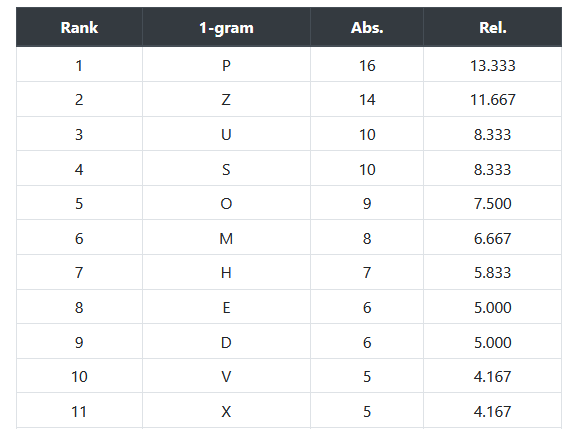 Rank 1-gram Abs. Rel.
1 P 16 13.333
2 Z 14 11.667
3 U 10 8.333
4 S 10 8.333
5 O 9 7.500
6 M 8 6.667
7 H 7 5.833
8 E 6 5.000
9 D 6 5.000
10 V 5 4.167
11 X 5 4.167